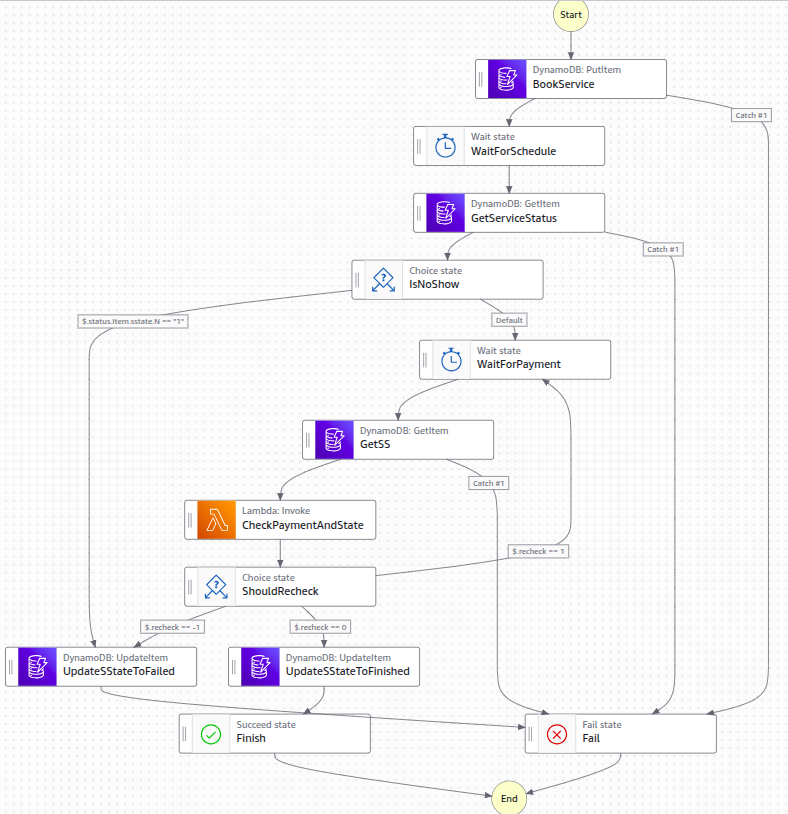 Start
DynamoDB: PutItem
BookService
Catch #1
Wait state
WaitForSchedule
DynamoDB: GetItem
GetServiceStatus
Catch #1
Choice state
IsNoShow
$.status.Item.sstate.N == "1"
Default
Wait state
WaitForPayment
DynamoDB: GetItem
GetSS
Catch #1
Lambda: Invoke
CheckPaymentAndState
$.recheck == 1
Choice state
ShouldRecheck
$.recheck == -1
$.recheck == 0
DynamoDB: UpdateItem
UpdateSStateToFailed
DynamoDB: UpdateItem
UpdateSStateToFinished
Succeed state
Finish
Fail state
Fail
End